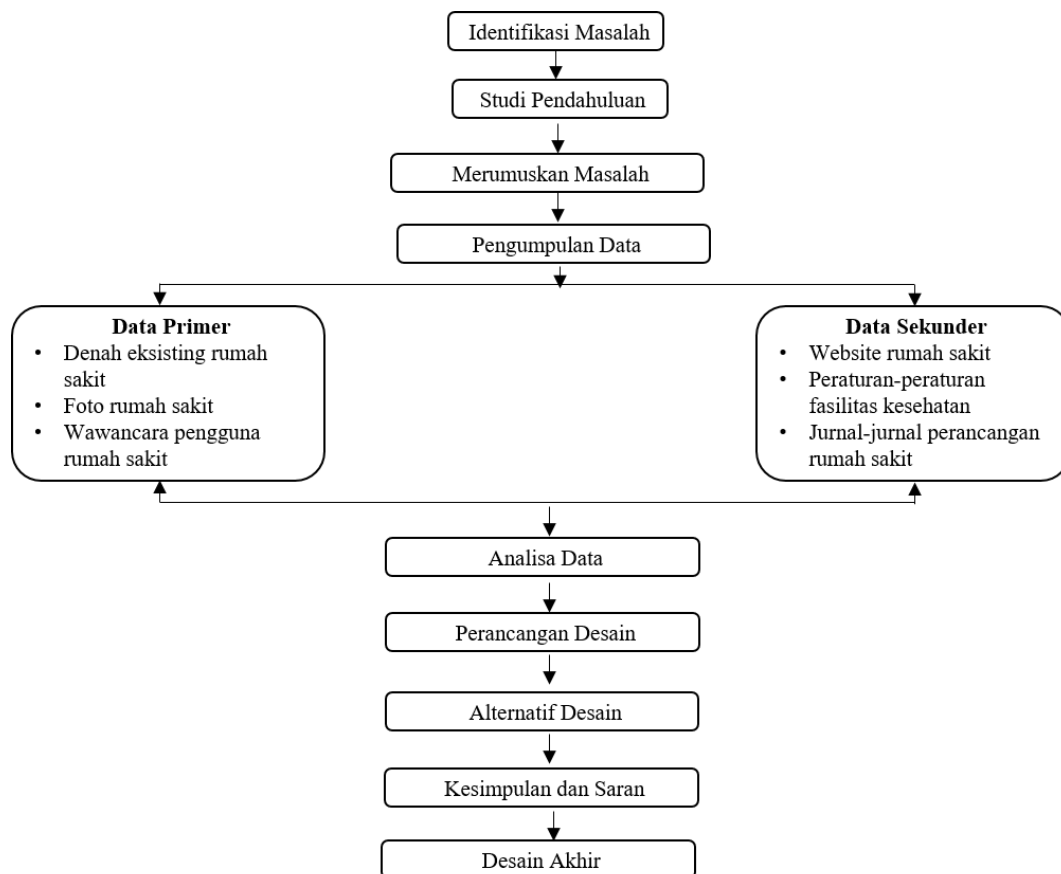 Identifikasi Masalah
Studi Pendahuluan
Merumuskan Masalah
Pengumpulan Data
Data Primer
• Denah eksisting rumah
sakit
• Foto rumah sakit
• Wawancara pengguna
rumah sakit
Data Sekunder
• Website rumah sakit
• Peraturan-peraturan
fasilitas kesehatan
• Jurnal-jurnal perancangan
rumah sakit
Analisa Data
Perancangan Desain
Alternatif Desain
Kesimpulan dan Saran
Desain Akhir